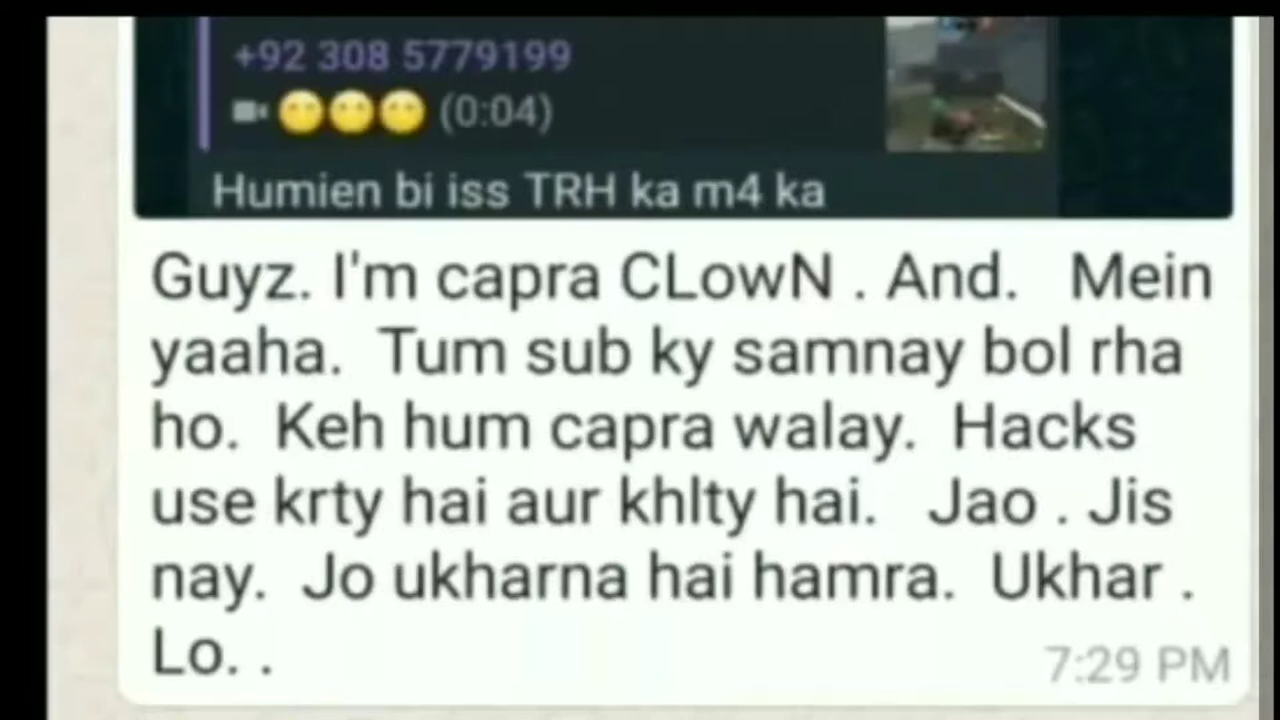 +92 308 5779199
😶😶😶 (0:04)
Humien bi iss TRH ka m4 ka
Guyz. I'm capra CLowN . And. Mein
yaaha. Tum sub ky samnay bol rha
ho. Keh hum capra walay. Hacks
use krty hai aur khlty hai. Jao . Jis
nay. Jo ukharna hai hamra. Ukhar .
Lo. .
7:29 PM